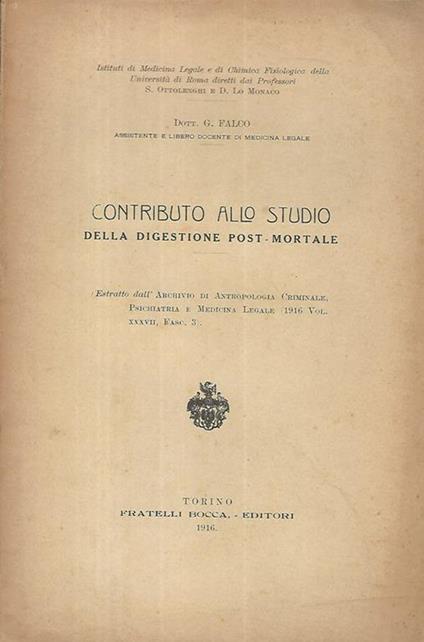 Istituti di Medicina Legale e di Chimica Fisiologica della
Università di Roma diretti dai Professori
S. Ottolenghi e D. Lo Monaco
Dott. G. FALCO
ASSISTENTE E LIBERO DOCENTE DI MEDICINA LEGALE
CONTRIBUTO ALLO STUDIO
DELLA DIGESTIONE POST-MORTALE
(Estratto dall' Archivio di Antropologia Criminale,
Psichiatria e Medicina Legale (1916 Vol.
XXXVII, Fasc. 3).
TORINO
FRATELLI BOCCA, - EDITORI
1916.